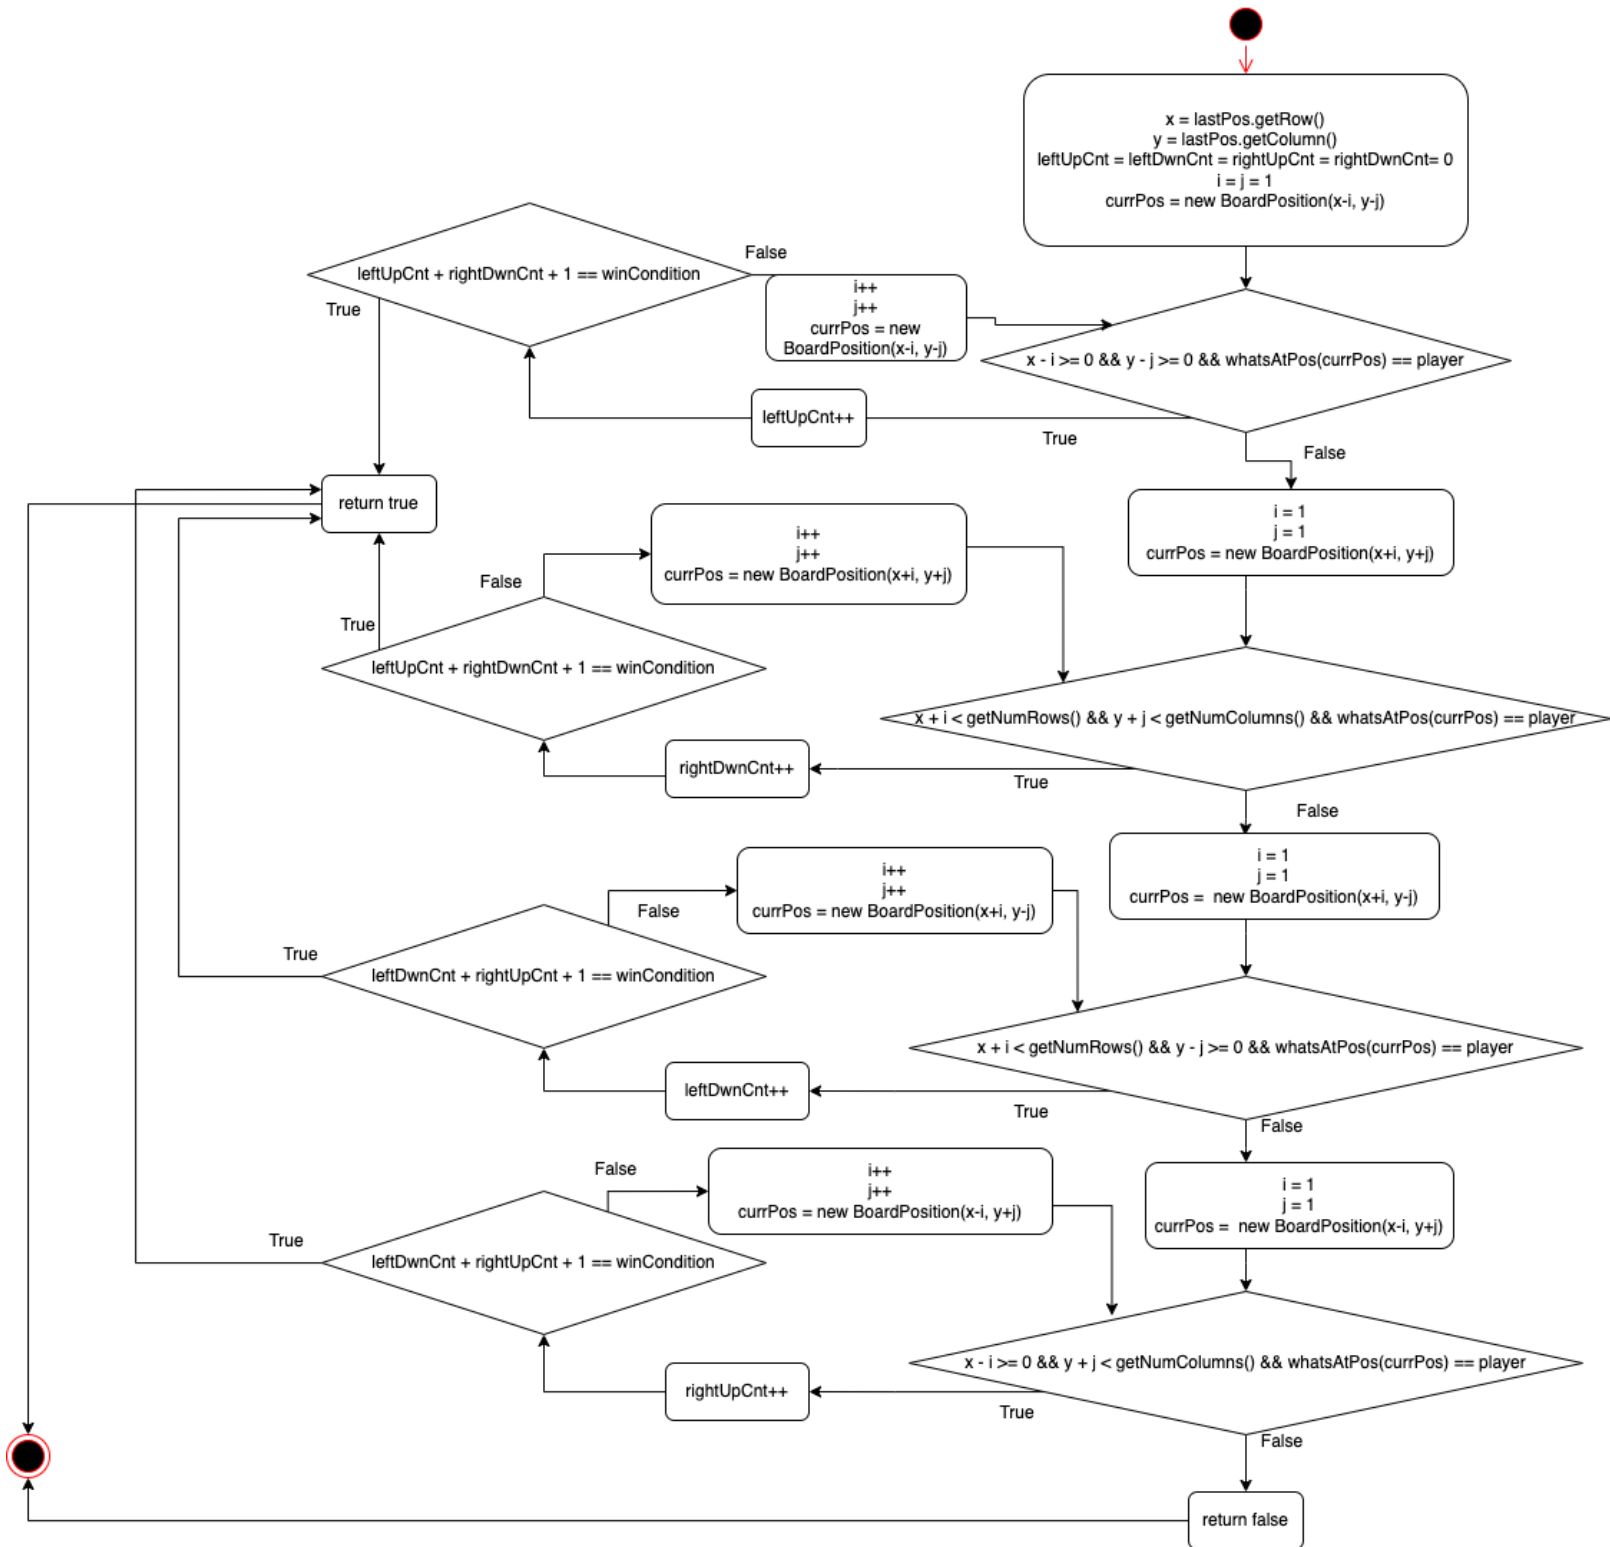 x = lastPos.getRow()
y = lastPos.getColumn()
leftUpCnt = leftDwnCnt = rightUpCnt = rightDwnCnt= 0
i = j = 1
currPos = new BoardPosition(x-i, y-j)
leftUpCnt + rightDwnCnt + 1 == winCondition
False
True
i++
j++
currPos = new
BoardPosition(x-i, y-j)
x - i >= 0 && y - j >= 0 && whatsAtPos(currPos) == player
leftUpCnt++
True
False
return true
i = 1
j = 1
currPos = new BoardPosition(x+i, y+j)
i++
j++
currPos = new BoardPosition(x+i, y+j)
False
True
leftUpCnt + rightDwnCnt + 1 == winCondition
x + i < getNumRows() && y + j < getNumColumns() && whatsAtPos(currPos) == player
rightDwnCnt++
True
False
i = 1
j = 1
currPos =  new BoardPosition(x+i, y-j)
i++
j++
currPos = new BoardPosition(x+i, y-j)
False
True
leftDwnCnt + rightUpCnt + 1 == winCondition
x + i < getNumRows() && y - j >= 0 && whatsAtPos(currPos) == player
leftDwnCnt++
True
False
i = 1
j = 1
currPos =  new BoardPosition(x-i, y+j)
i++
j++
currPos = new BoardPosition(x-i, y+j)
False
True
leftDwnCnt + rightUpCnt + 1 == winCondition
x - i >= 0 && y + j < getNumColumns() && whatsAtPos(currPos) == player
rightUpCnt++
True
False
return false